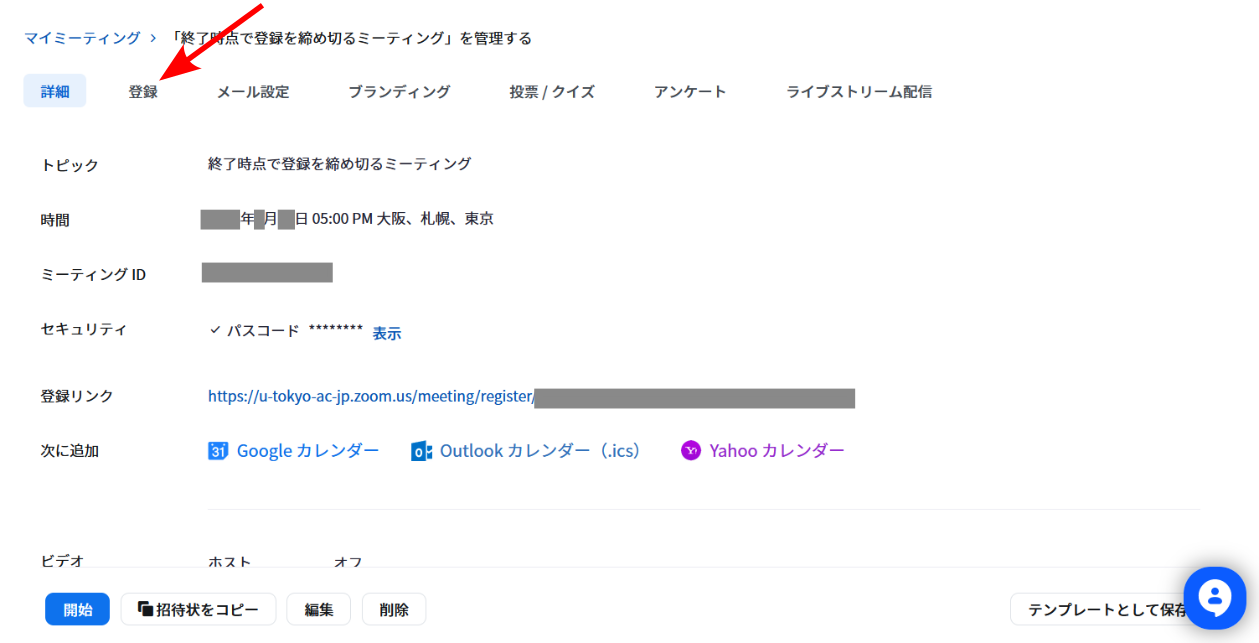 マイミーティング > 「終了時点で登録を締め切るミーティング」を管理する
詳細 登録 メール設定 ブランディング 投票 / クイズ アンケート ライブストリーム配信
トピック 終了時点で登録を締め切るミーティング
時間 年 月 日 05:00 PM 大阪、札幌、東京
ミーティング ID
セキュリティ ✓ パスコード ******** 表示
登録リンク https://u-tokyo-ac-jp.zoom.us/meeting/register/
次に追加 31 Google カレンダー Outlook カレンダー（.ics） Yahoo カレンダー
ビデオ ホスト オフ
開始 招待状をコピー 編集 削除 テンプレートとして保存